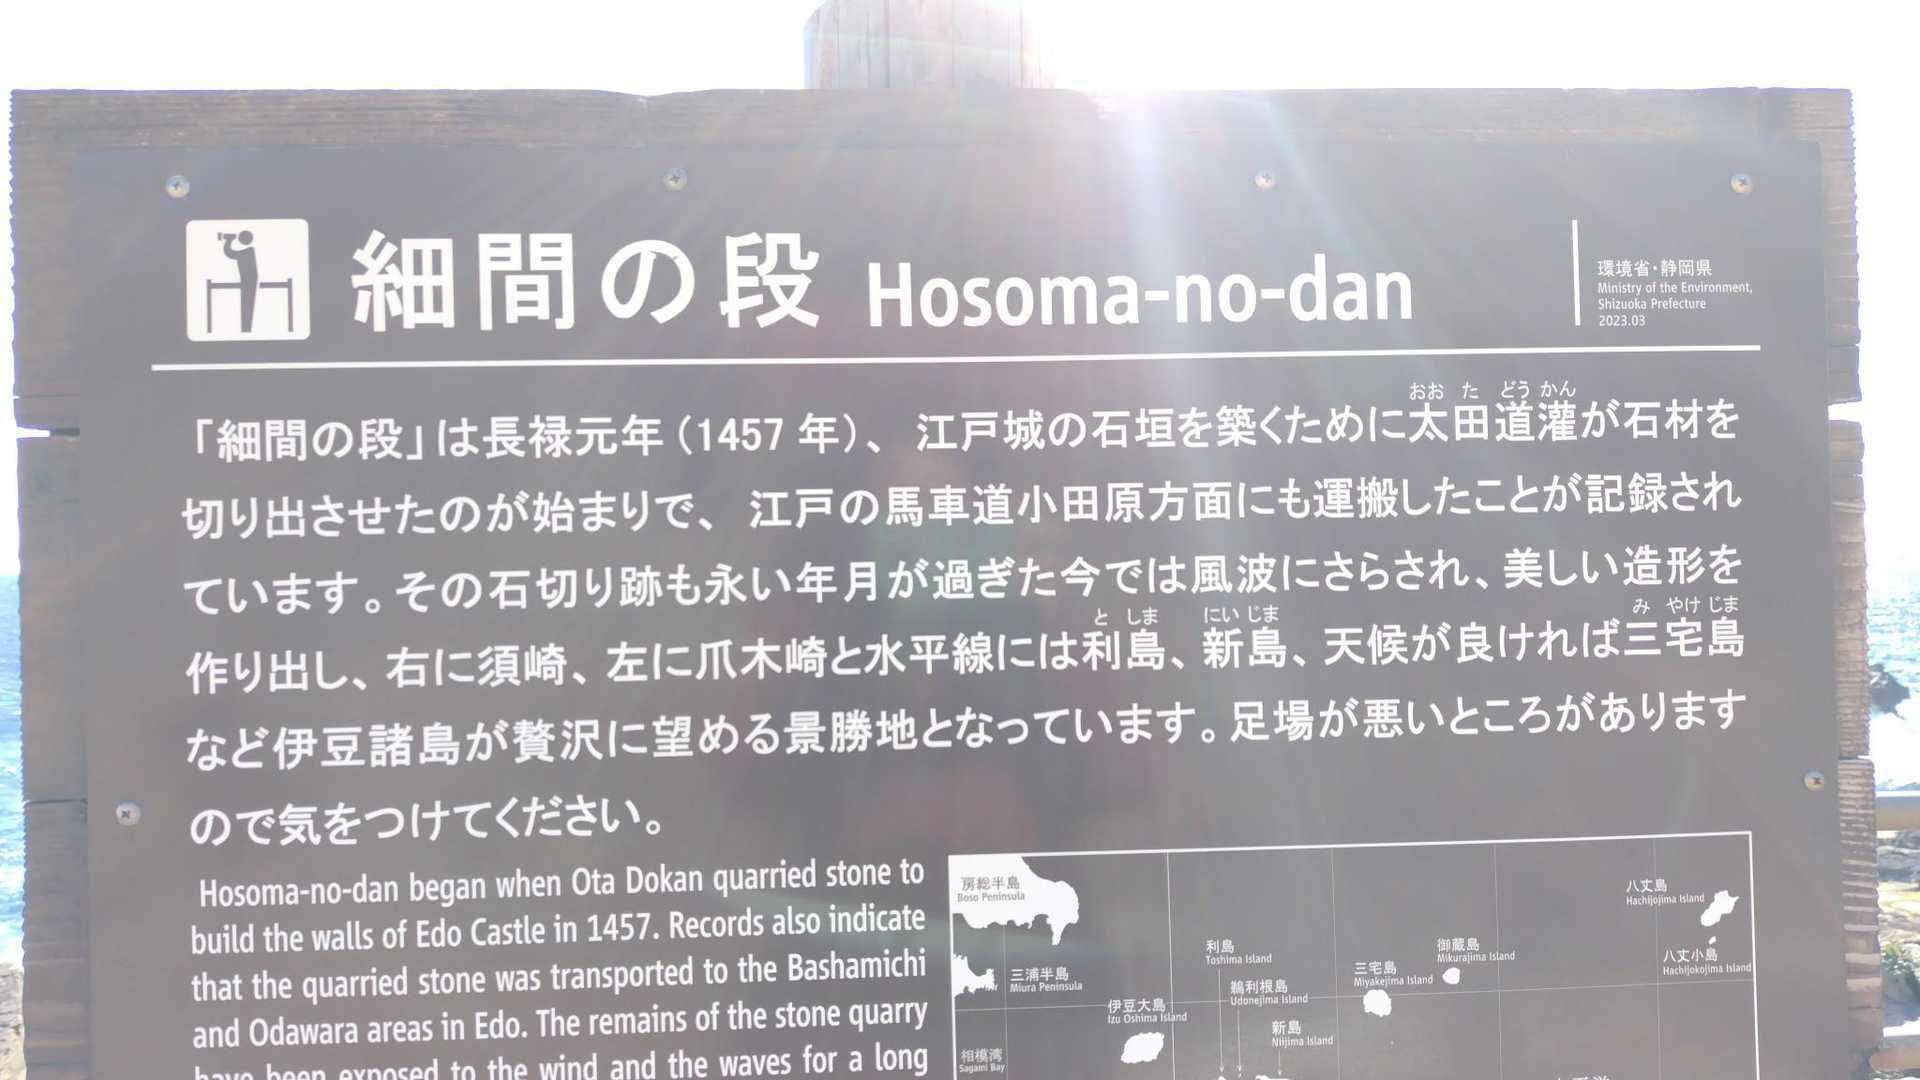 細間の段 Hosoma-no-dan
環境省・静岡県
Ministry of the Environment,
Shizuoka Prefecture
2023.03
おお た どう かん
「細間の段」は長禄元年（1457 年）、江戸城の石垣を築くために太田道灌が石材を
切り出させたのが始まりで、江戸の馬車道小田原方面にも運搬したことが記録され
ています。その石切り跡も永い年月が過ぎた今では風波にさらされ、美しい造形を
と しま にい じま み やけ じま
作り出し、右に須崎、左に爪木崎と水平線には利島、新島、天候が良ければ三宅島
など伊豆諸島が贅沢に望める景勝地となっています。足場が悪いところがあります
ので気をつけてください。
Hosoma-no-dan began when Ota Dokan quarried stone to
build the walls of Edo Castle in 1457. Records also indicate
that the quarried stone was transported to the Bashamichi
and Odawara areas in Edo. The remains of the stone quarry
have been exposed to the wind and the waves for a long
房総半島
Boso Peninsula
八丈島
Hachijojima Island
利島
Toshima Island
御蔵島
Mikurajima Island
八丈小島
Hachijokojima Island
三浦半島
Miura Peninsula
三宅島
Miyakejima Island
鵜利根島
Udonejima Island
伊豆大島
Izu Oshima Island
新島
Niijima Island
相模湾
Sagami Bay